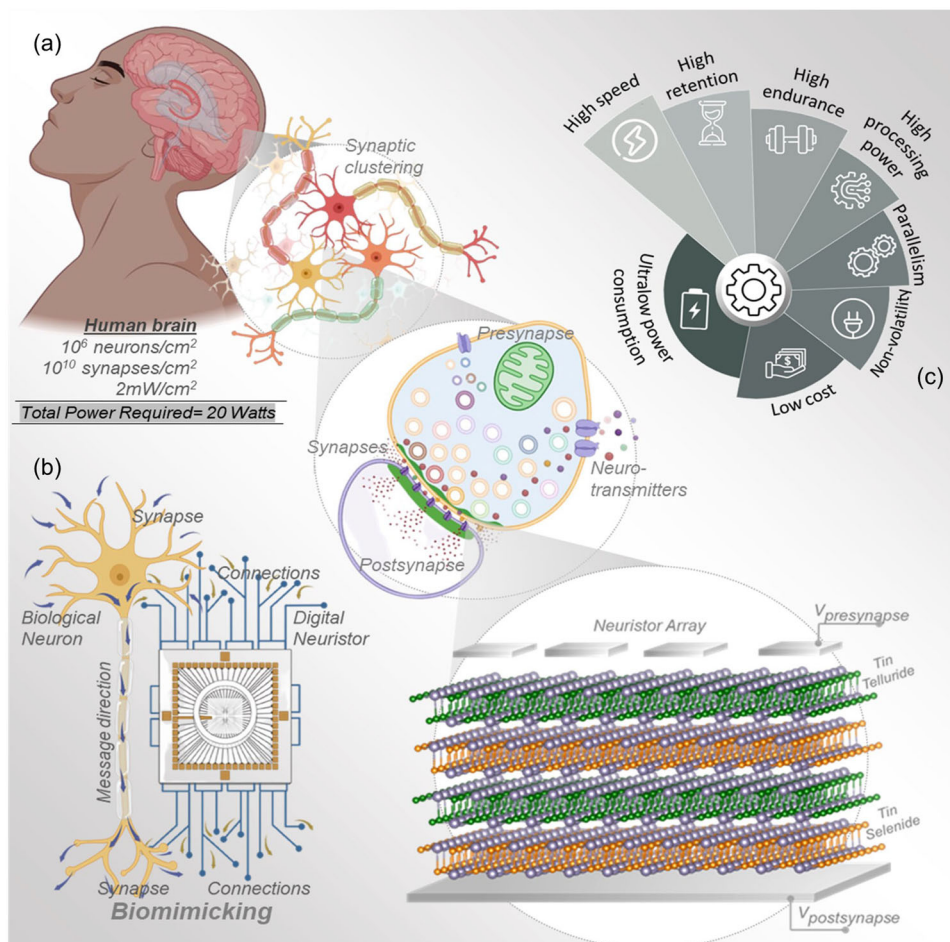 (a)
Synaptic
clustering
Human brain
10⁶ neurons/cm²
10¹⁰ synapses/cm²
2mW/cm²
Total Power Required= 20 Watts
Presynapse
Synapses
Neuro-
transmitters
Postsynapse
(b)
Synapse
Connections
Biological
Neuron
Digital
Neuristor
Message direction
Synapse
Connections
Biomimicking
High speed
High
retention
High
endurance
High
processing
power
Parallelism
Non-volatility
Low cost
Ultralow power
consumption
$
(c)
Neuristor Array
Vpresynapse
Tin
Telluride
Tin
Selenide
Vpostsynapse